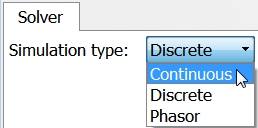 Solver
Simulation type: Discrete
Continuous
Discrete
Phasor